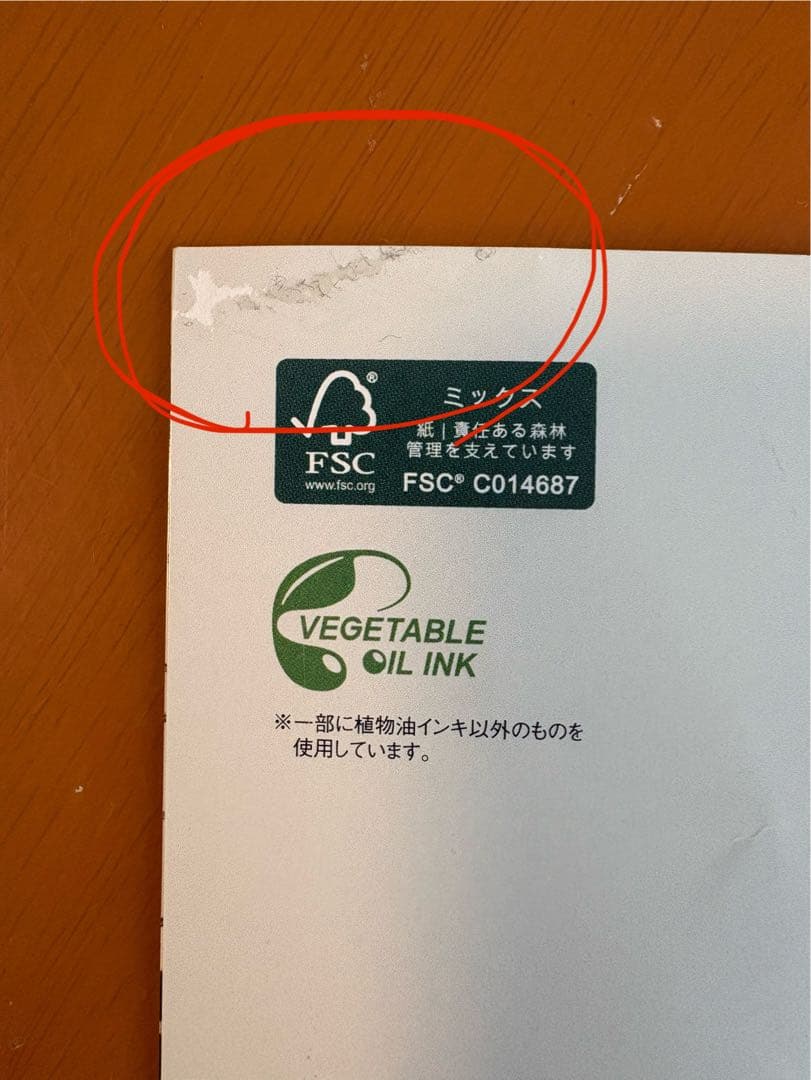 ミックス
紙 | 責任ある森林
管理を支えています
FSC
www.fsc.org
FSC® C014687
VEGETABLE
OIL INK
※一部に植物油インキ以外のものを
使用しています。